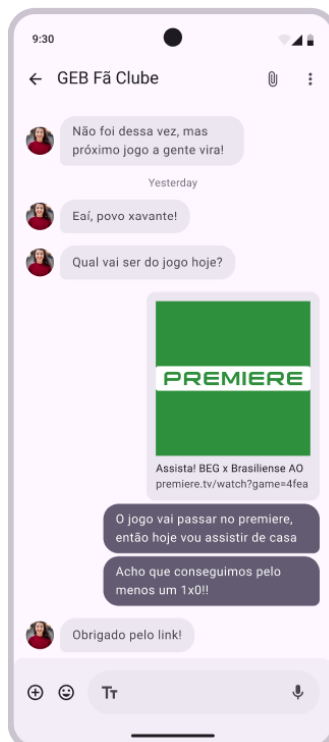 9:30
GEB Fã Clube
Não foi dessa vez, mas
próximo jogo a gente vira!
Yesterday
Eaí, povo xavante!
Qual vai ser do jogo hoje?
PREMIERE
Assista! BEG x Brasiliense AO
premiere.tv/watch?game=4fea
O jogo vai passar no premiere,
então hoje vou assistir de casa
Acho que conseguimos pelo
menos um 1x0!!
Obrigado pelo link!
Tт